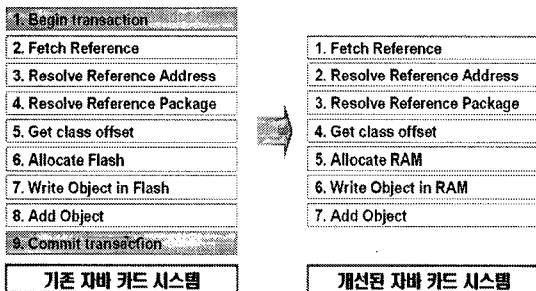 1. Begin transaction
2. Fetch Reference
3. Resolve Reference Address
4. Resolve Reference Package
5. Get class offset
6. Allocate Flash
7. Write Object in Flash
8. Add Object
9. Commit transaction
기존 자바 카드 시스템
1. Fetch Reference
2. Resolve Reference Address
3. Resolve Reference Package
4. Get class offset
5. Allocate RAM
6. Write Object in RAM
7. Add Object
개선된 자바 카드 시스템